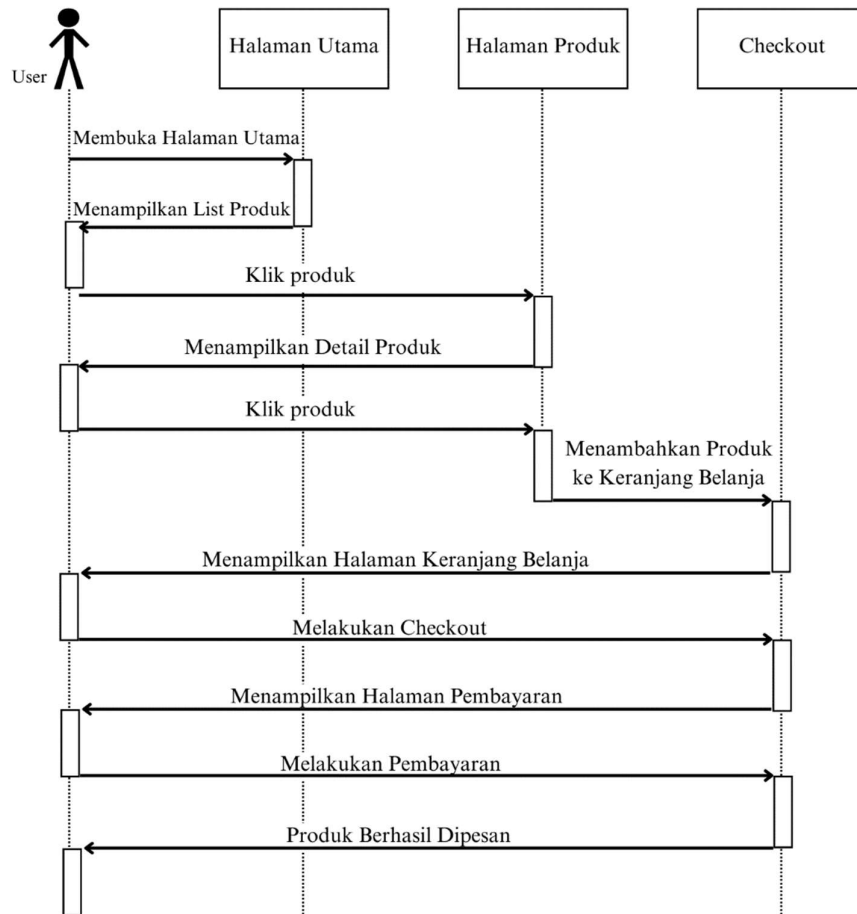 User
Halaman Utama
Halaman Produk
Checkout
Membuka Halaman Utama
Menampilkan List Produk
Klik produk
Menampilkan Detail Produk
Klik produk
Menambahkan Produk
ke Keranjang Belanja
Menampilkan Halaman Keranjang Belanja
Melakukan Checkout
Menampilkan Halaman Pembayaran
Melakukan Pembayaran
Produk Berhasil Dipesan